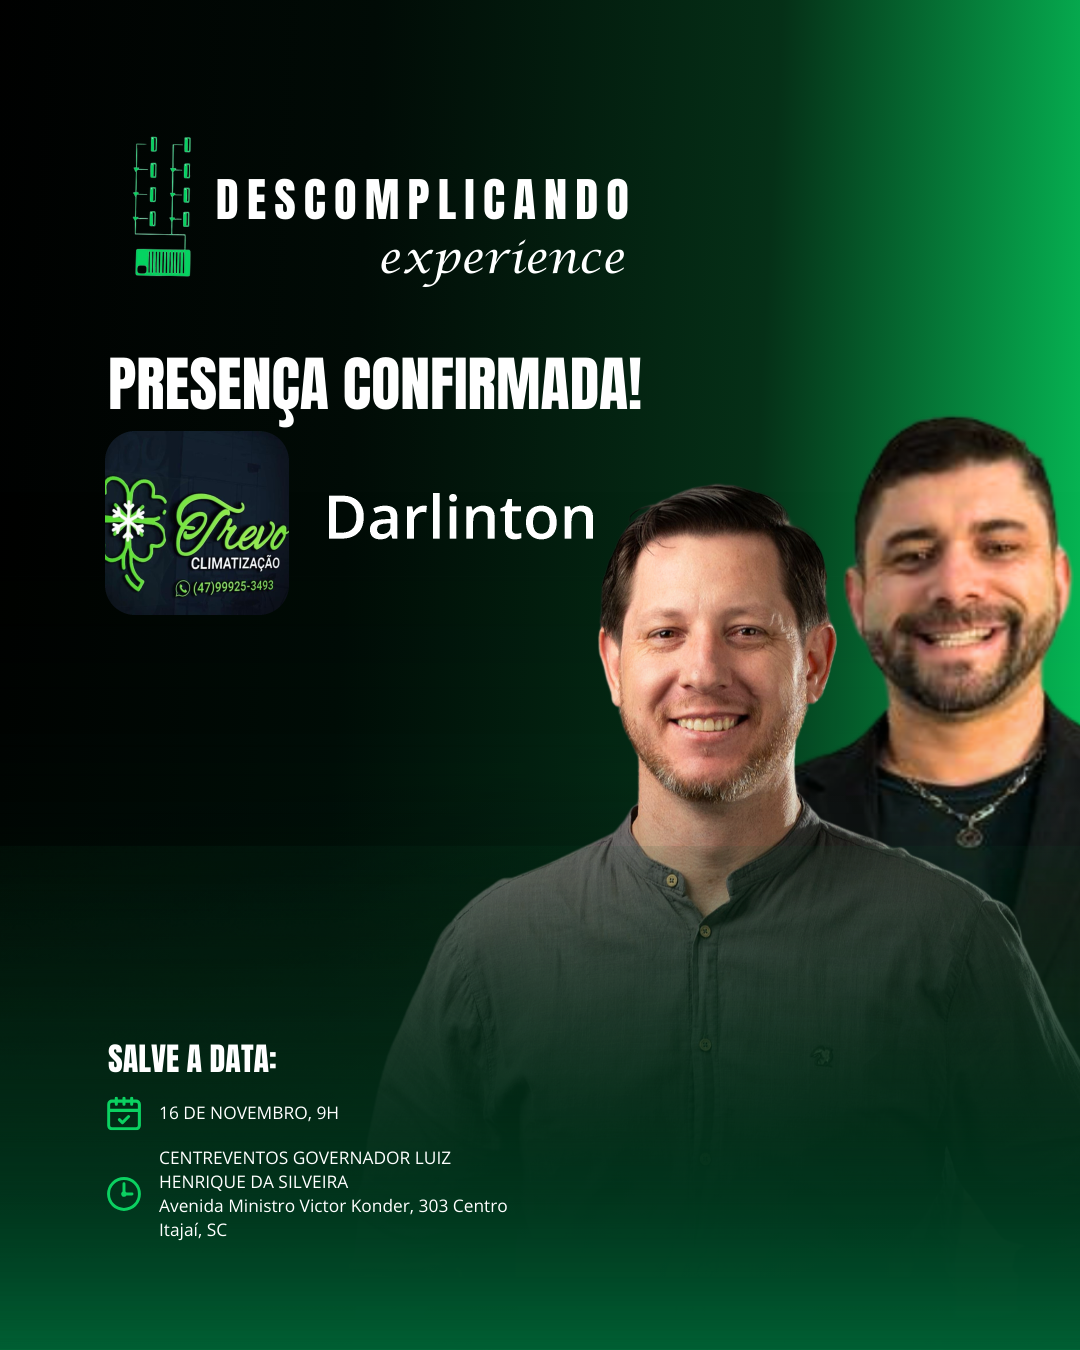 DESCOMPLICANDO
experience
PRESENÇA CONFIRMADA!
Trevo
CLIMATIZAÇÃO
(47)99925-3493
Darlinton
SALVE A DATA:
16 DE NOVEMBRO, 9H
CENTREVENTOS GOVERNADOR LUIZ
HENRIQUE DA SILVEIRA
Avenida Ministro Victor Konder, 303 Centro
Itajaí, SC